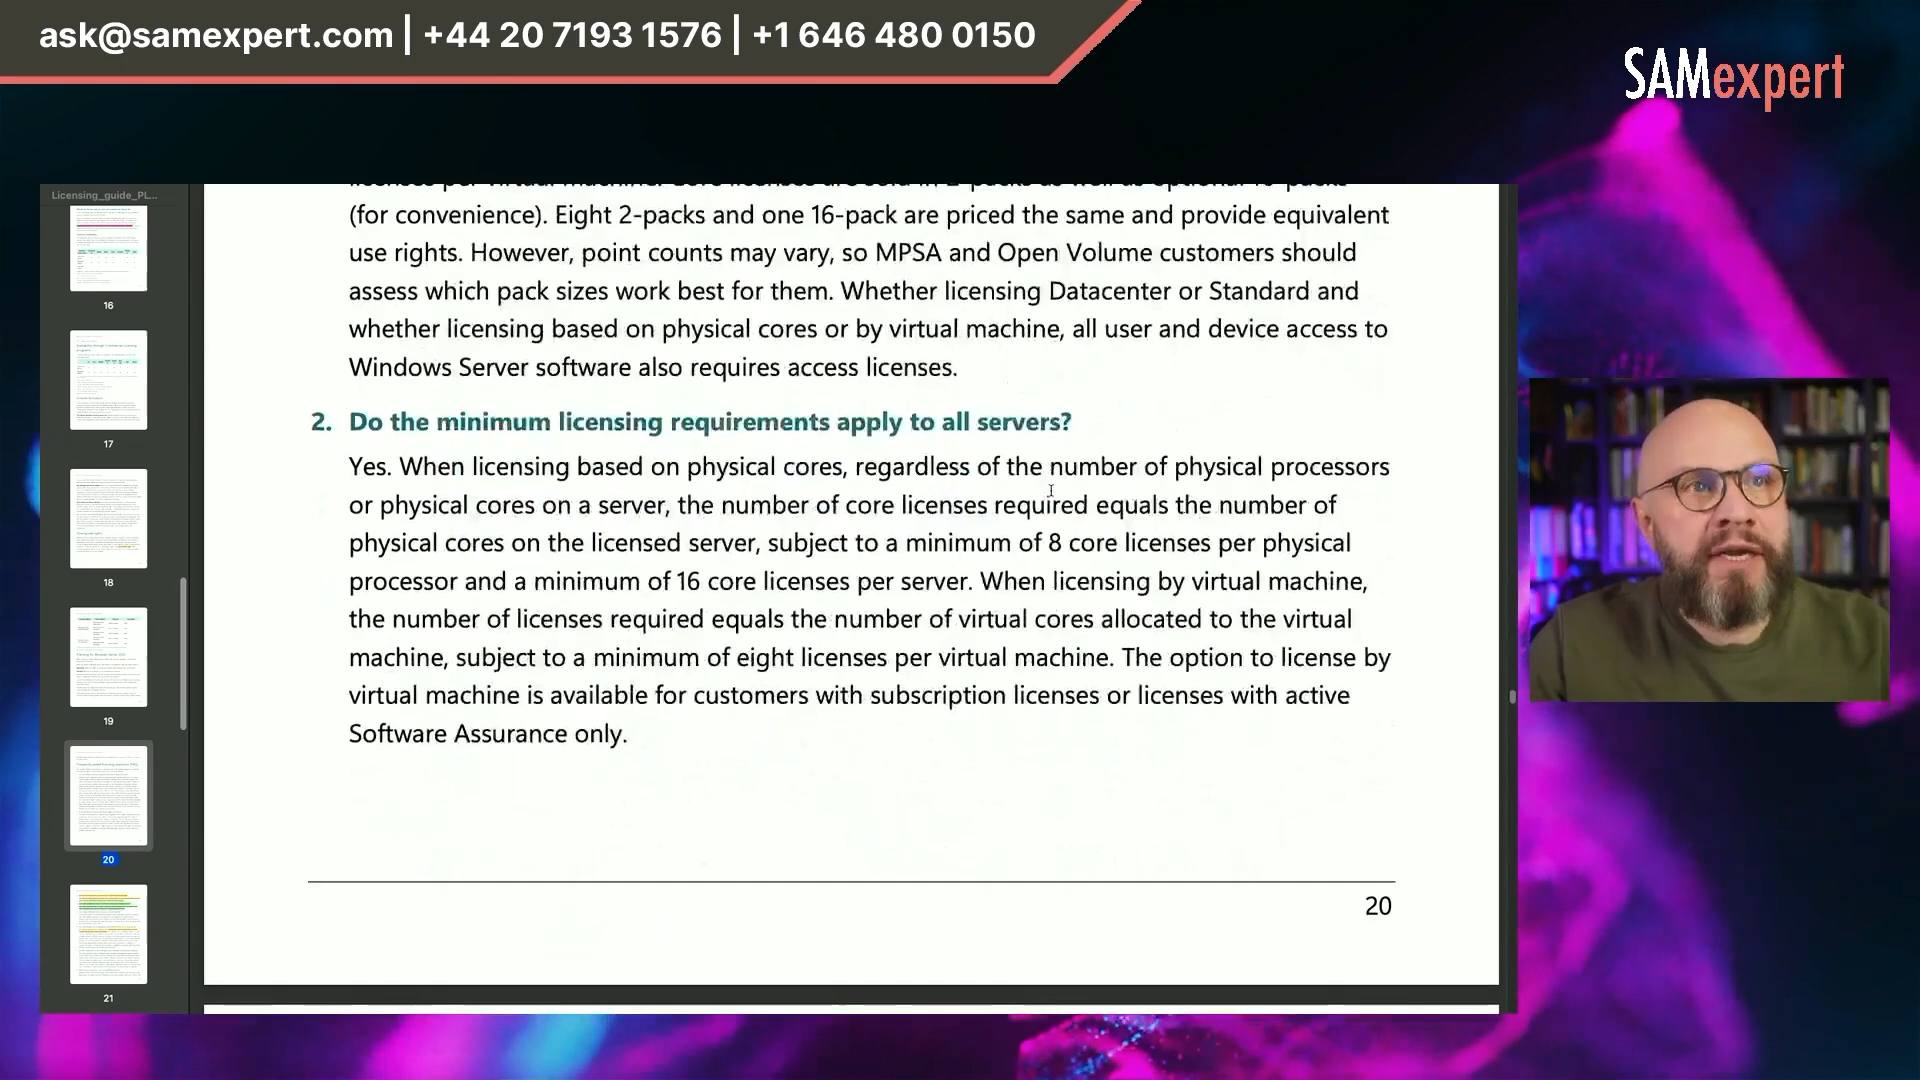 ask@samexpert.com | +44 20 7193 1576 | +1 646 480 0150
SAMexpert
Licensing_guide_PL...
(for convenience). Eight 2-packs and one 16-pack are priced the same and provide equivalent
use rights. However, point counts may vary, so MPSA and Open Volume customers should
assess which pack sizes work best for them. Whether licensing Datacenter or Standard and
whether licensing based on physical cores or by virtual machine, all user and device access to
Windows Server software also requires access licenses.
2. Do the minimum licensing requirements apply to all servers?
Yes. When licensing based on physical cores, regardless of the number of physical processors
or physical cores on a server, the number of core licenses required equals the number of
physical cores on the licensed server, subject to a minimum of 8 core licenses per physical
processor and a minimum of 16 core licenses per server. When licensing by virtual machine,
the number of licenses required equals the number of virtual cores allocated to the virtual
machine, subject to a minimum of eight licenses per virtual machine. The option to license by
virtual machine is available for customers with subscription licenses or licenses with active
Software Assurance only.
20
16
17
18
19
20
21